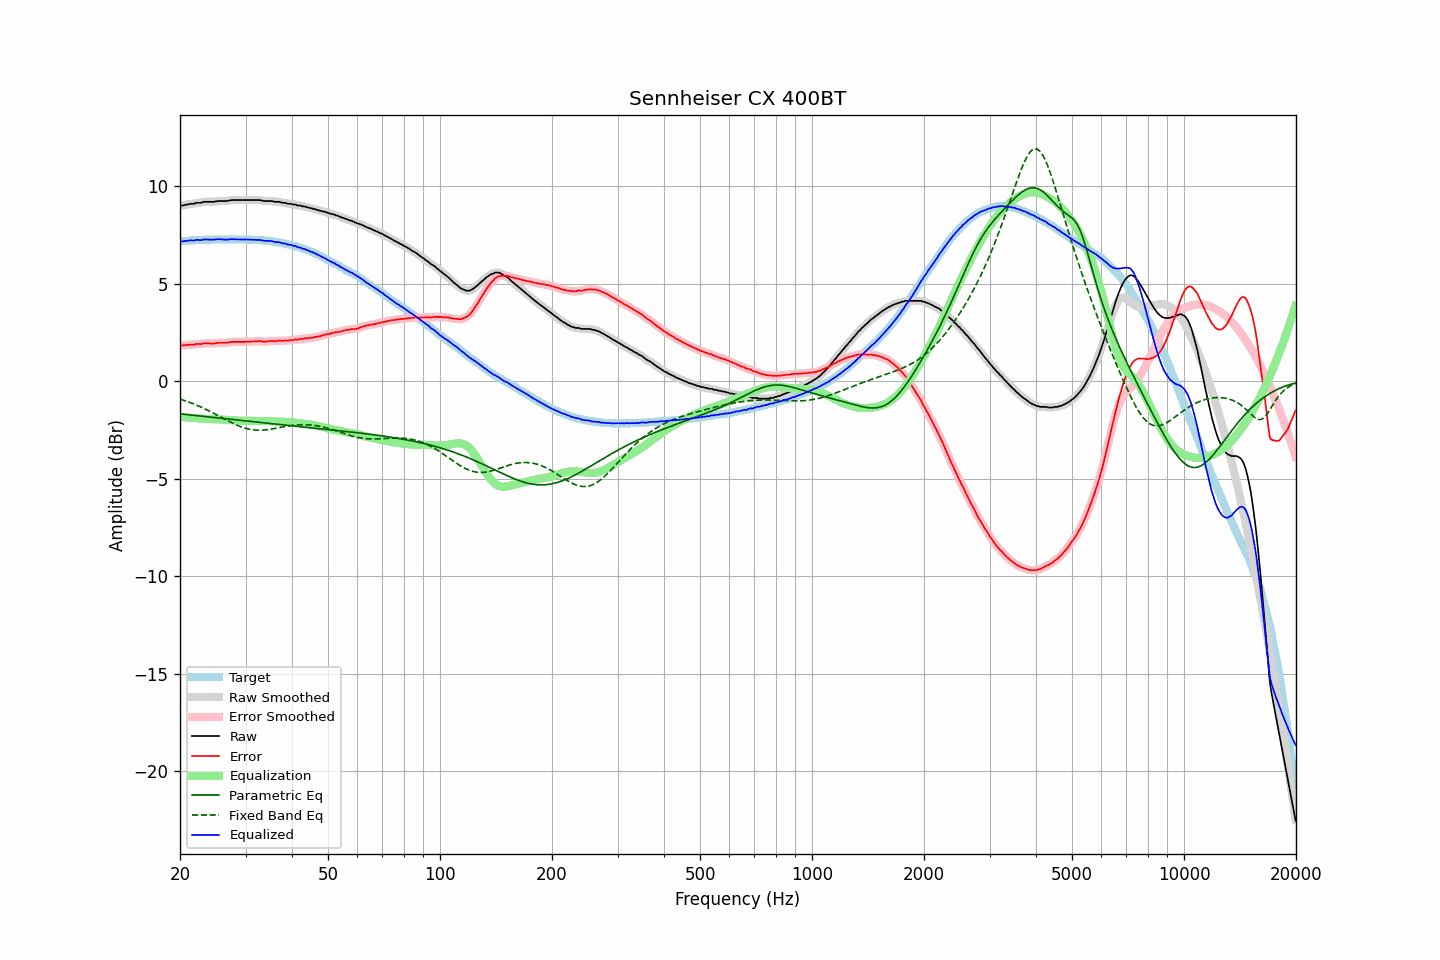 Sennheiser CX 400BT
Amplitude (dBr)
10
5
0
−5
−10
−15
−20
Target
Raw Smoothed
Error Smoothed
Raw
Error
Equalization
Parametric Eq
Fixed Band Eq
Equalized
20 50 100 200 500 1000 2000 5000 10000 20000
Frequency (Hz)